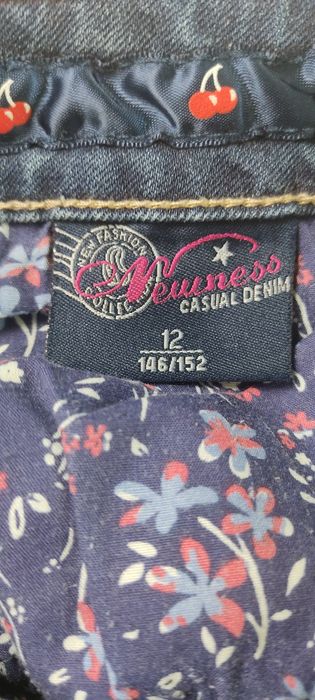 NEW FASHION
COLLECTION
Newness
CASUAL DENIM
12
146/152